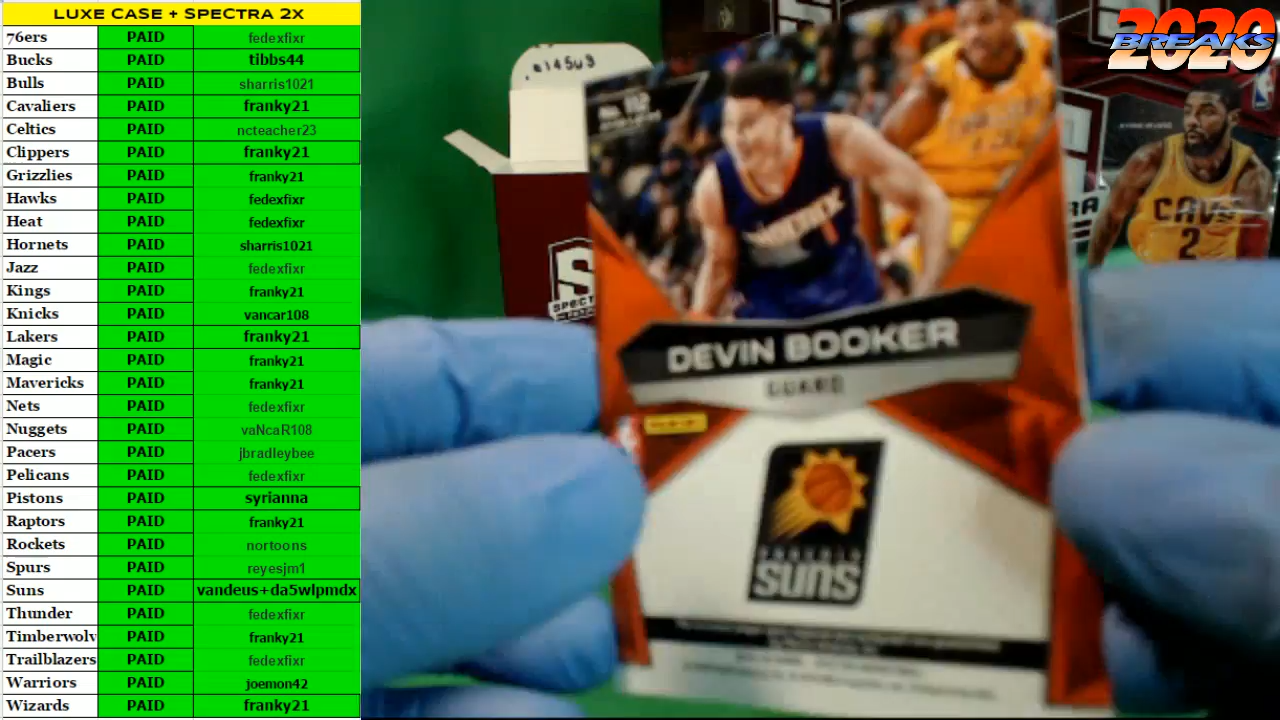 LUXE CASE + SPECTRA 2X
76ers PAID fedexfixr
Bucks PAID tibbs44
Bulls PAID sharris1021
Cavaliers PAID franky21
Celtics PAID ncteacher23
Clippers PAID franky21
Grizzlies PAID franky21
Hawks PAID fedexfixr
Heat PAID fedexfixr
Hornets PAID sharris1021
Jazz PAID fedexfixr
Kings PAID franky21
Knicks PAID vancar108
Lakers PAID franky21
Magic PAID franky21
Mavericks PAID franky21
Nets PAID fedexfixr
Nuggets PAID vaNcaR108
Pacers PAID jbradleybee
Pelicans PAID fedexfixr
Pistons PAID syrianna
Raptors PAID franky21
Rockets PAID nortoons
Spurs PAID reyesjm1
Suns PAID vandeus+da5wlpmdx
Thunder PAID fedexfixr
Timberwolv PAID franky21
Trailblazers PAID fedexfixr
Warriors PAID joemon42
Wizards PAID franky21
2020
BREAKS
CAVS
2
PHOENIX
1
DEVIN BOOKER
GUARD
PHOENIX
SUNS